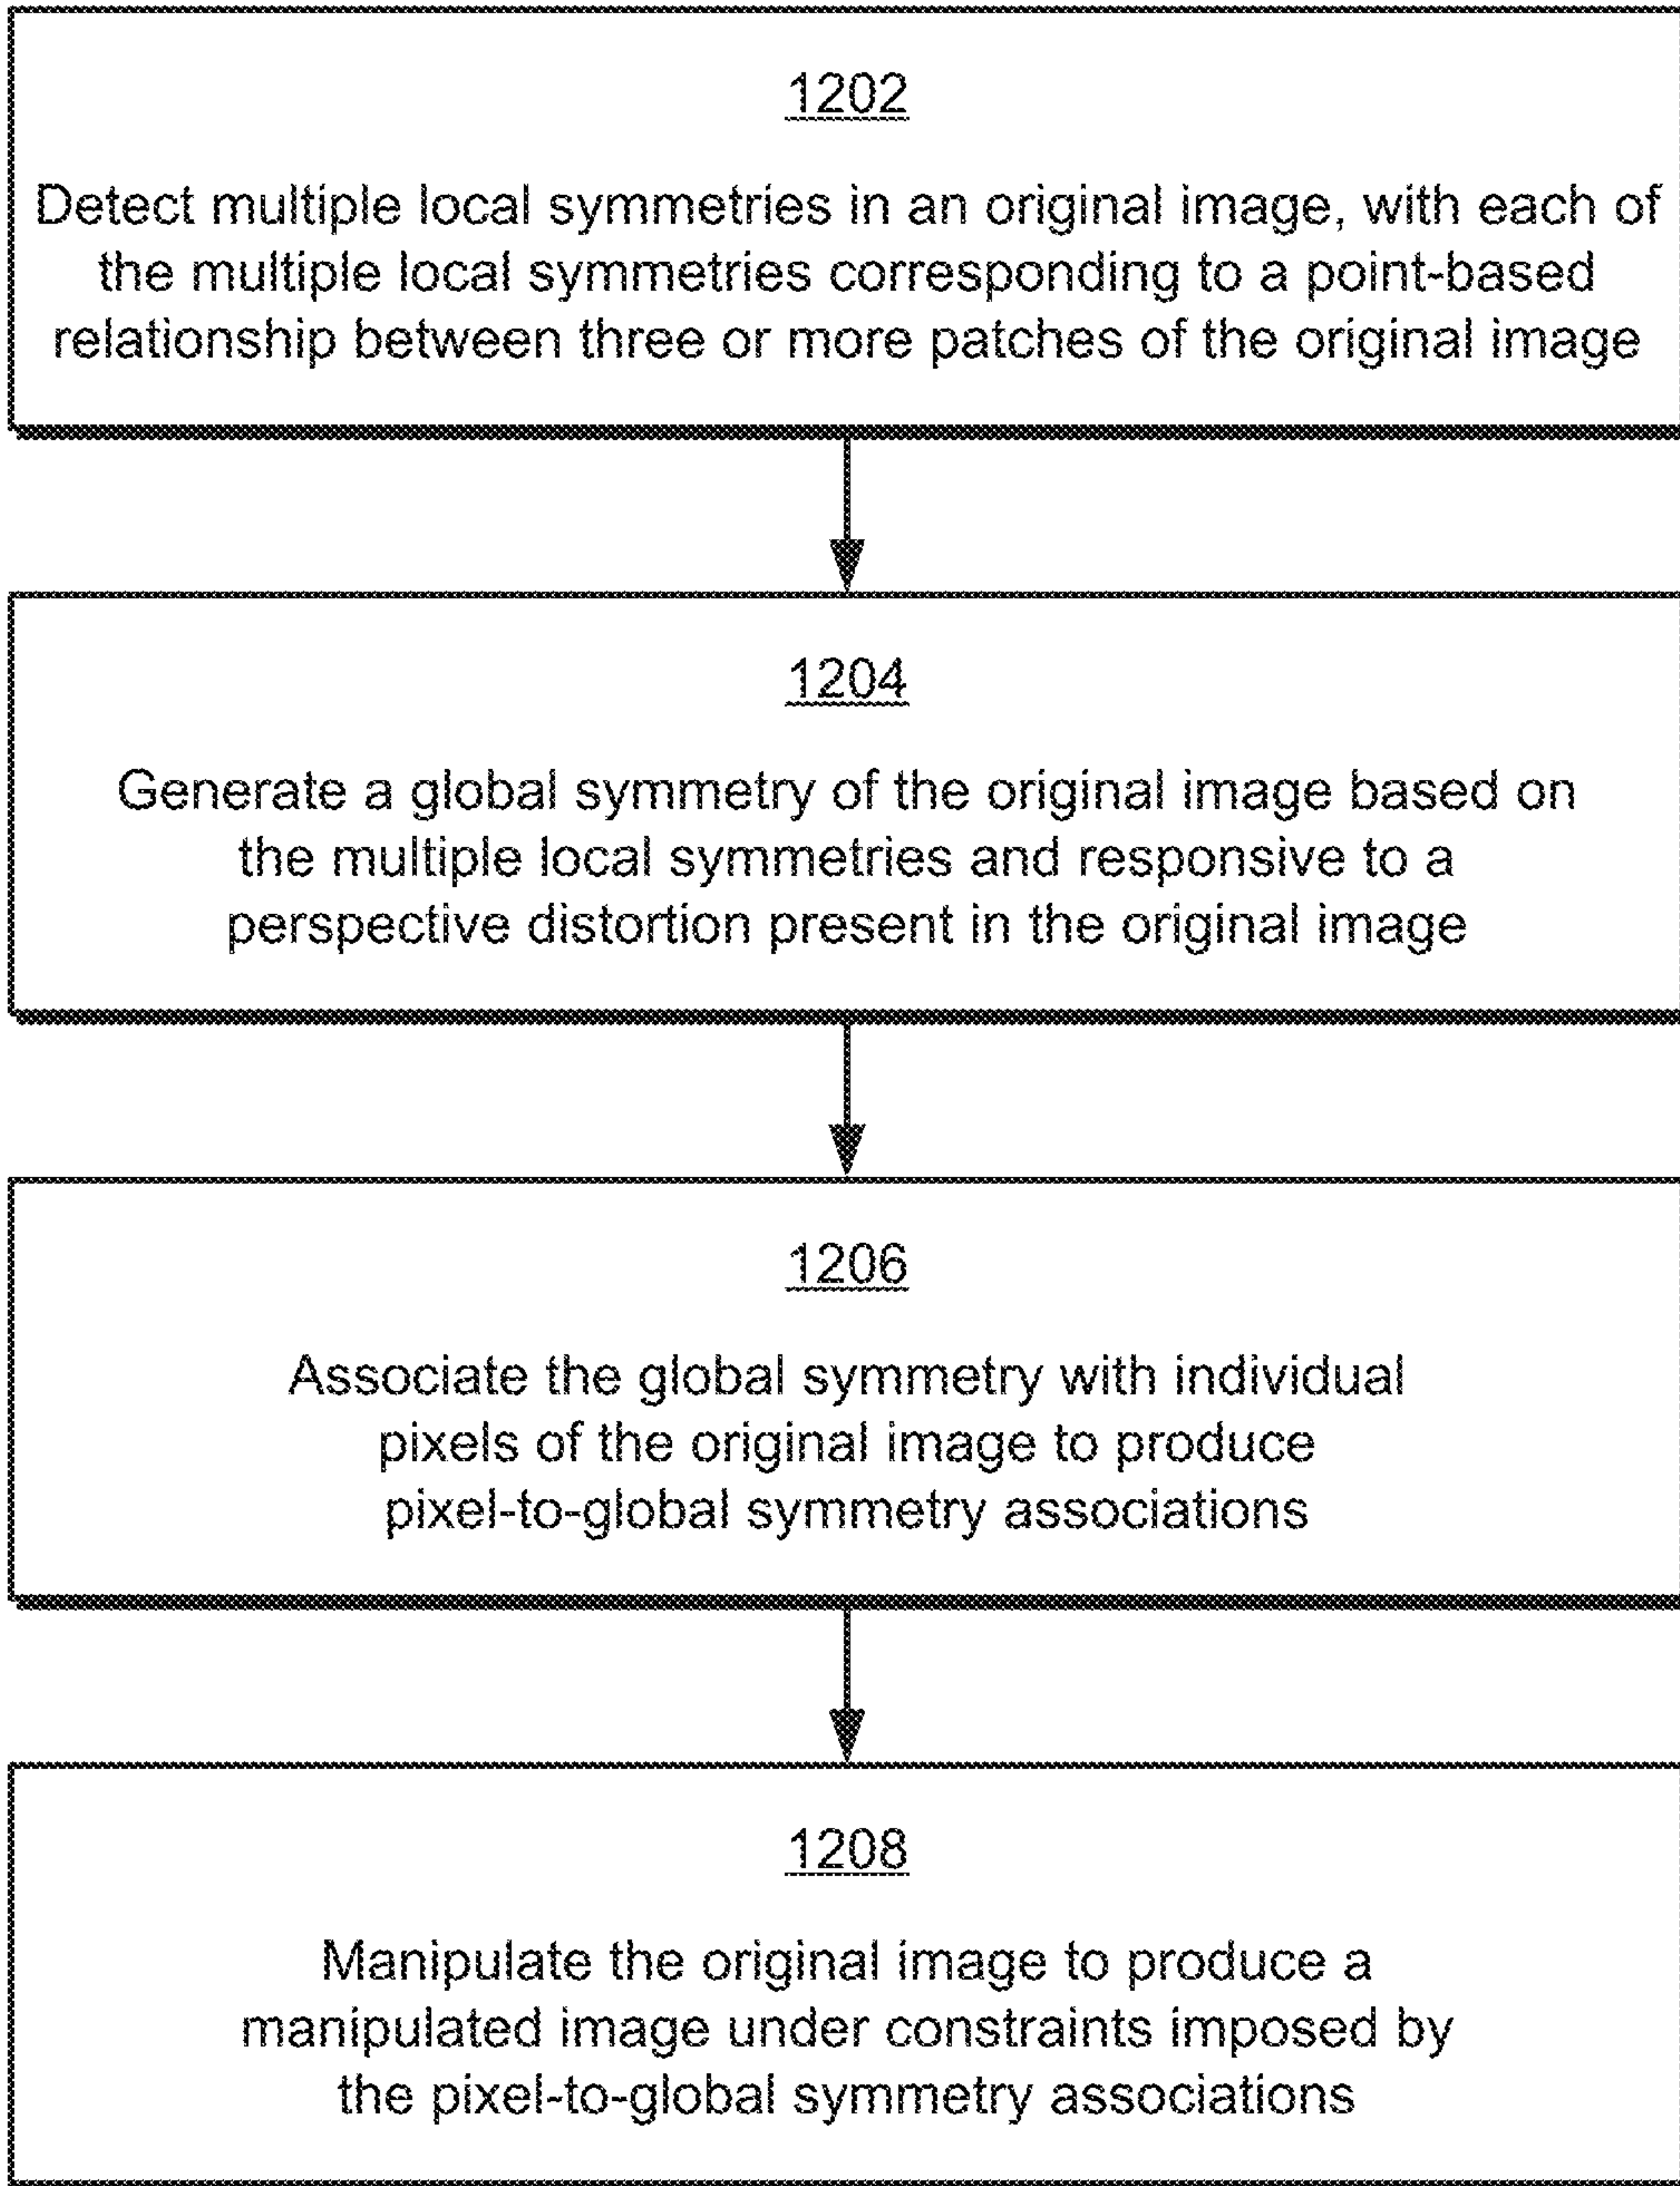 1202
Detect multiple local symmetries in an original image, with each of
the multiple local symmetries corresponding to a point-based
relationship between three or more patches of the original image
1204
Generate a global symmetry of the original image based on
the multiple local symmetries and responsive to a
perspective distortion present in the original image
1206
Associate the global symmetry with individual
pixels of the original image to produce
pixel-to-global symmetry associations
1208
Manipulate the original image to produce a
manipulated image under constraints imposed by
the pixel-to-global symmetry associations